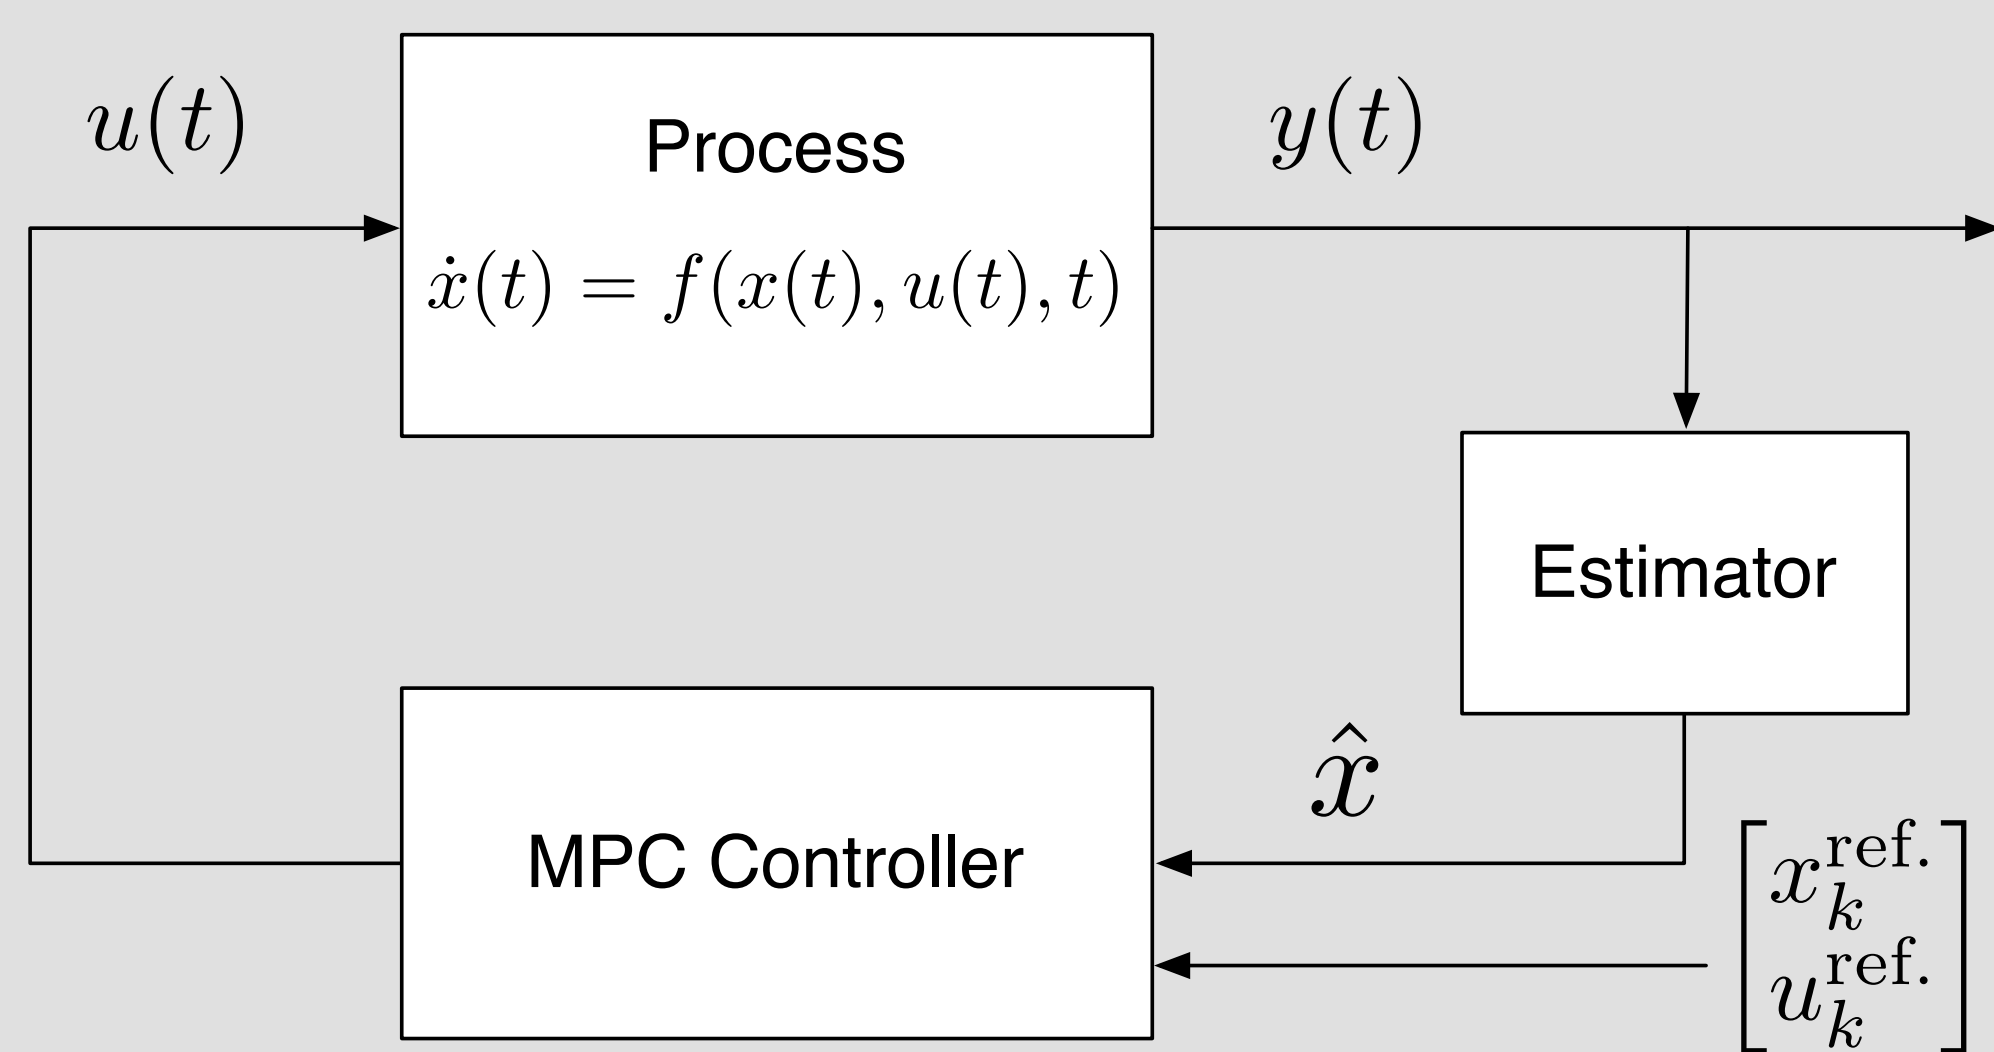 u(t)
Process
y(t)
ẋ(t) = f(x(t), u(t), t)
Estimator
x̂
MPC Controller
x_k^ref.
u_k^ref.